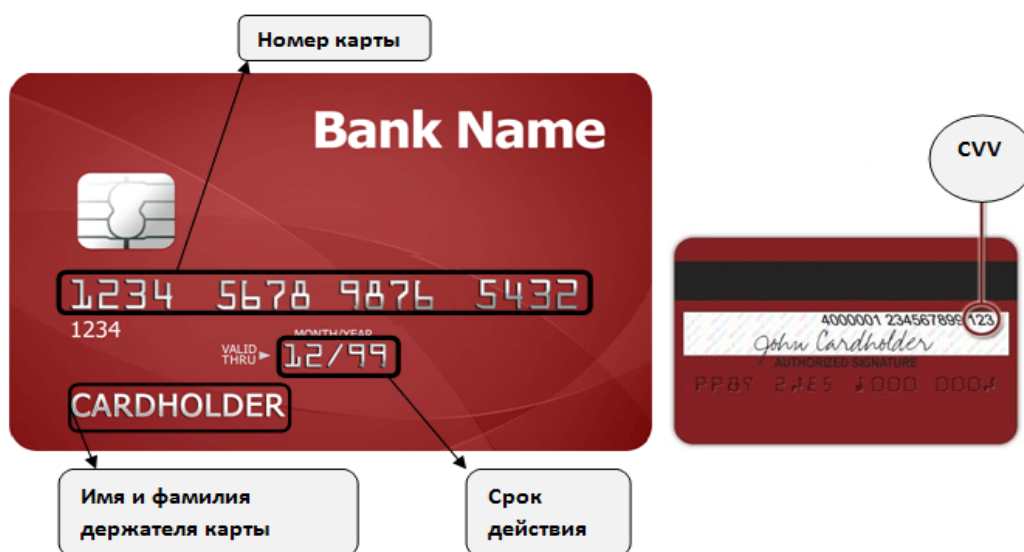 Номер карты
Bank Name
CVV
1234 5678 9876 5432
1234
MONTH/YEAR
VALID
THRU
12/99
CARDHOLDER
4000001 234567899 123
John Cardholder
AUTHORIZED SIGNATURE
Имя и фамилия
держателя карты
Срок
действия